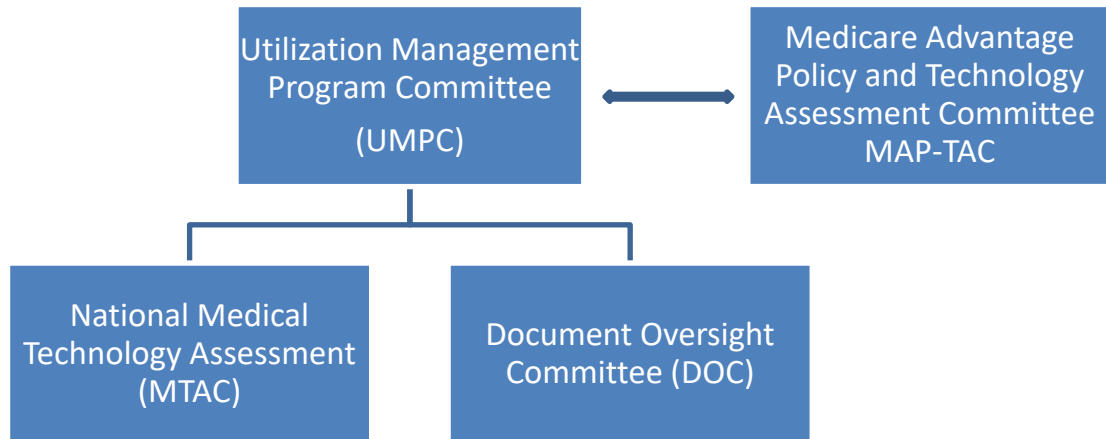 Utilization Management
Program Committee
(UMPC)
Medicare Advantage
Policy and Technology
Assessment Committee
MAP-TAC
National Medical
Technology Assessment
(MTAC)
Document Oversight
Committee (DOC)